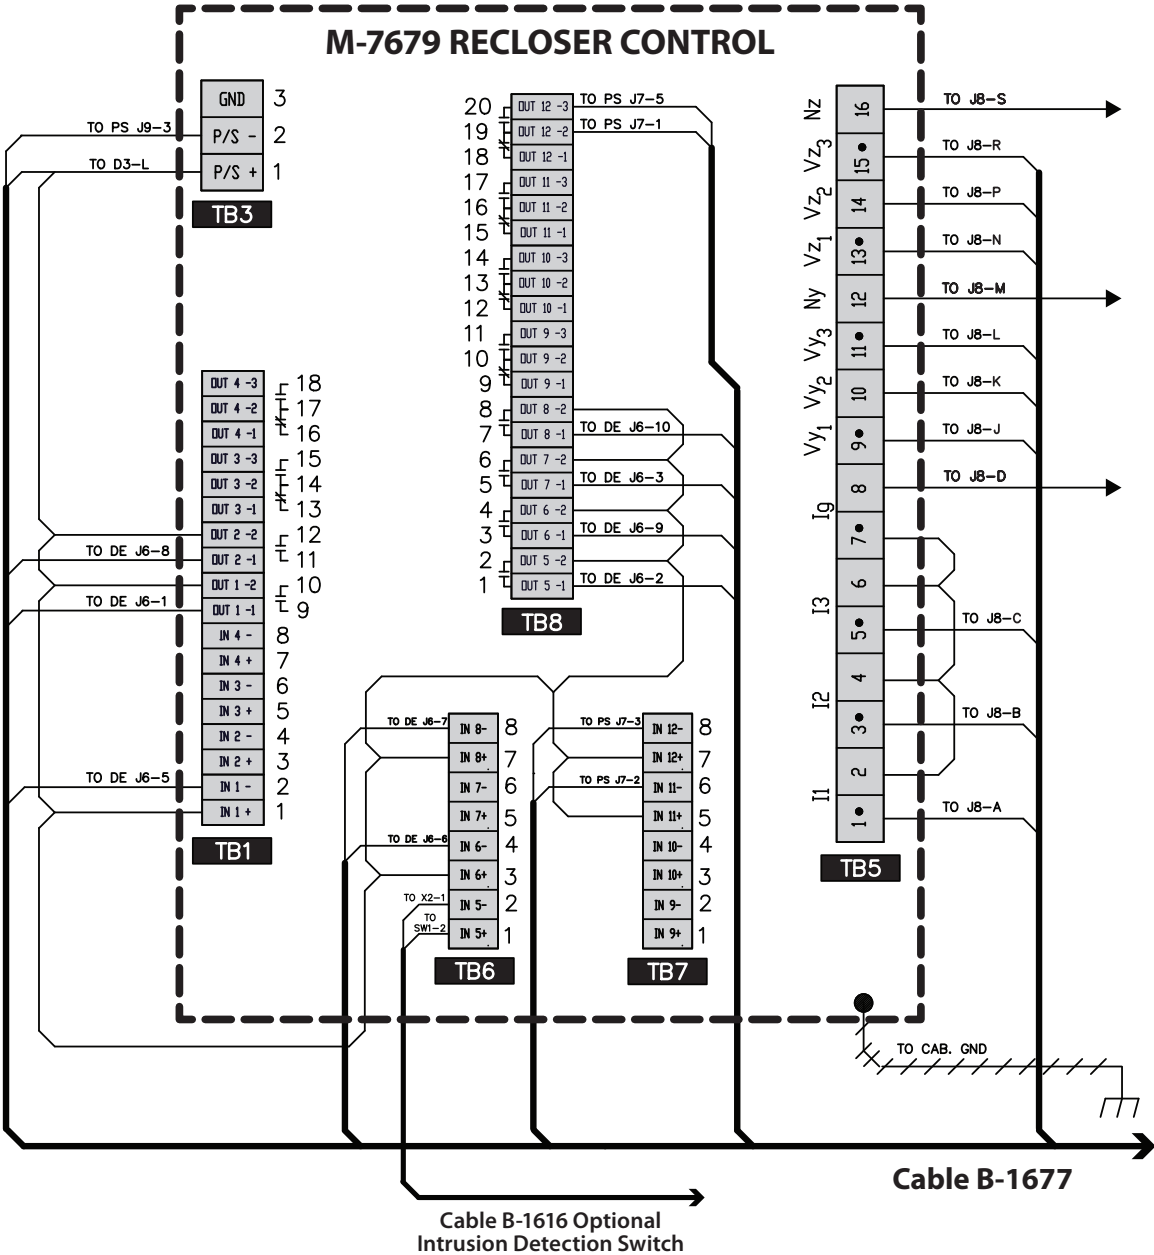 M-7679 RECLOSER CONTROL
GND 3
TO PS J9-3 P/S - 2
TO D3-L P/S + 1
TB3
OUT 4 -3 18
OUT 4 -2 17
OUT 4 -1 16
OUT 3 -3 15
OUT 3 -2 14
OUT 3 -1 13
OUT 2 -2 12
TO DE J6-8 OUT 2 -1 11
OUT 1 -2 10
TO DE J6-1 OUT 1 -1 9
IN 4 - 8
IN 4 + 7
IN 3 - 6
IN 3 + 5
IN 2 - 4
IN 2 + 3
TO DE J6-5 IN 1 - 2
IN 1 + 1
TB1
20 OUT 12 -3 TO PS J7-5
19 OUT 12 -2 TO PS J7-1
18 OUT 12 -1
17 OUT 11 -3
16 OUT 11 -2
15 OUT 11 -1
14 OUT 10 -3
13 OUT 10 -2
12 OUT 10 -1
11 OUT 9 -3
10 OUT 9 -2
9 OUT 9 -1
8 OUT 8 -2
7 OUT 8 -1 TO DE J6-10
6 OUT 7 -2
5 OUT 7 -1 TO DE J6-3
4 OUT 6 -2
3 OUT 6 -1 TO DE J6-9
2 OUT 5 -2
1 OUT 5 -1 TO DE J6-2
TB8
TO DE J6-7 IN 8- 8
IN 8+ 7
IN 7- 6
IN 7+ 5
TO DE J6-6 IN 6- 4
IN 6+ 3
TO X2-1 IN 5- 2
TO
SW1-2 IN 5+ 1
TB6
TO PS J7-3 IN 12- 8
IN 12+ 7
TO PS J7-2 IN 11- 6
IN 11+ 5
IN 10- 4
IN 10+ 3
IN 9- 2
IN 9+ 1
TB7
Nz 16 TO J8-S
Vz3 15 TO J8-R
Vz2 14 TO J8-P
Vz1 13 TO J8-N
Ny 12 TO J8-M
Vy3 11 TO J8-L
Vy2 10 TO J8-K
Vy1 9 TO J8-J
8 TO J8-D
Ig
7
6
I3
5 TO J8-C
4
I2
3 TO J8-B
2
I1
1 TO J8-A
TB5
TO CAB. GND
Cable B-1677
Cable B-1616 Optional
Intrusion Detection Switch